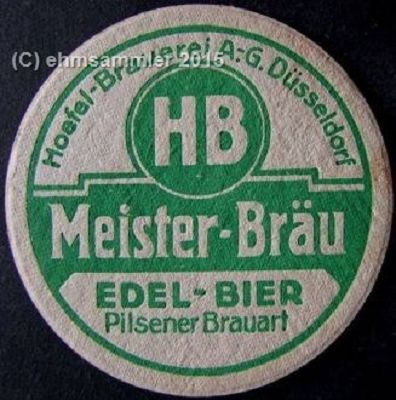 (C) ehmsammler 2015
Hoefel-Brauerei A-G. Düsseldorf
HB
Meister-Bräu
EDEL-BIER
Pilsener Brauart